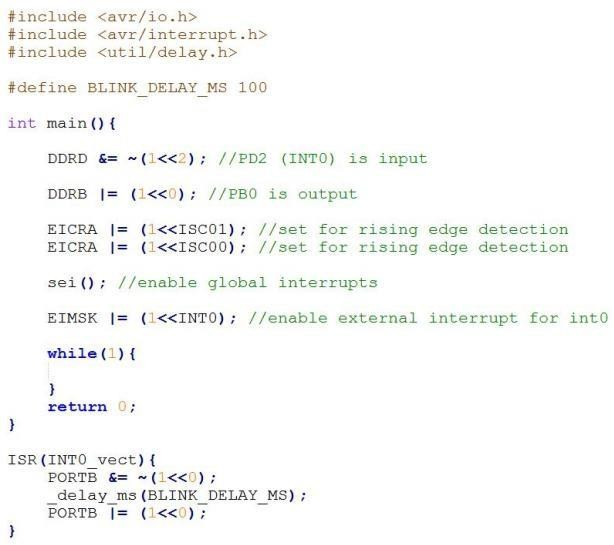 #include <avr/io.h>
#include <avr/interrupt.h>
#include <util/delay.h>
#define BLINK_DELAY_MS 100
int main(){
DDRD &= ~(1<<2); //PD2 (INT0) is input
DDRB |= (1<<0); //PB0 is output
EICRA |= (1<<ISC01); //set for rising edge detection
EICRA |= (1<<ISC00); //set for rising edge detection
sei(); //enable global interrupts
EIMSK |= (1<<INT0); //enable external interrupt for int0
while(1){
}
return 0;
}
ISR(INT0_vect){
PORTB &= ~(1<<0);
_delay_ms(BLINK_DELAY_MS);
PORTB |= (1<<0);
}